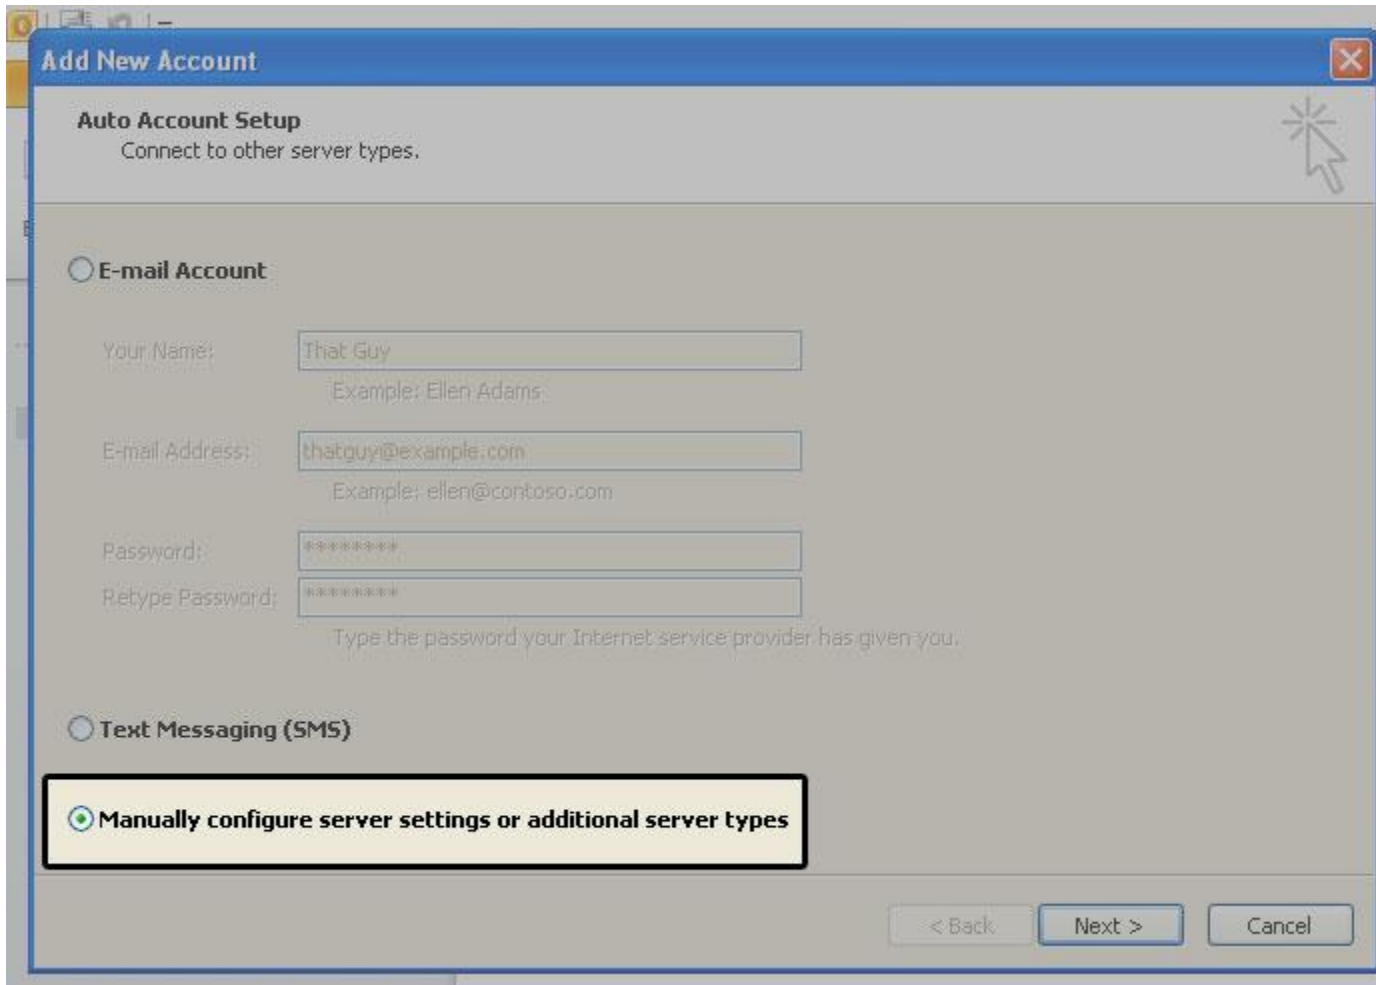 Add New Account
Auto Account Setup
Connect to other server types.
E-mail Account
Your Name: That Guy
Example: Ellen Adams
E-mail Address: thatguy@example.com
Example: ellen@contoso.com
Password: ********
Retype Password: ********
Type the password your Internet service provider has given you.
Text Messaging (SMS)
Manually configure server settings or additional server types
< Back Next > Cancel